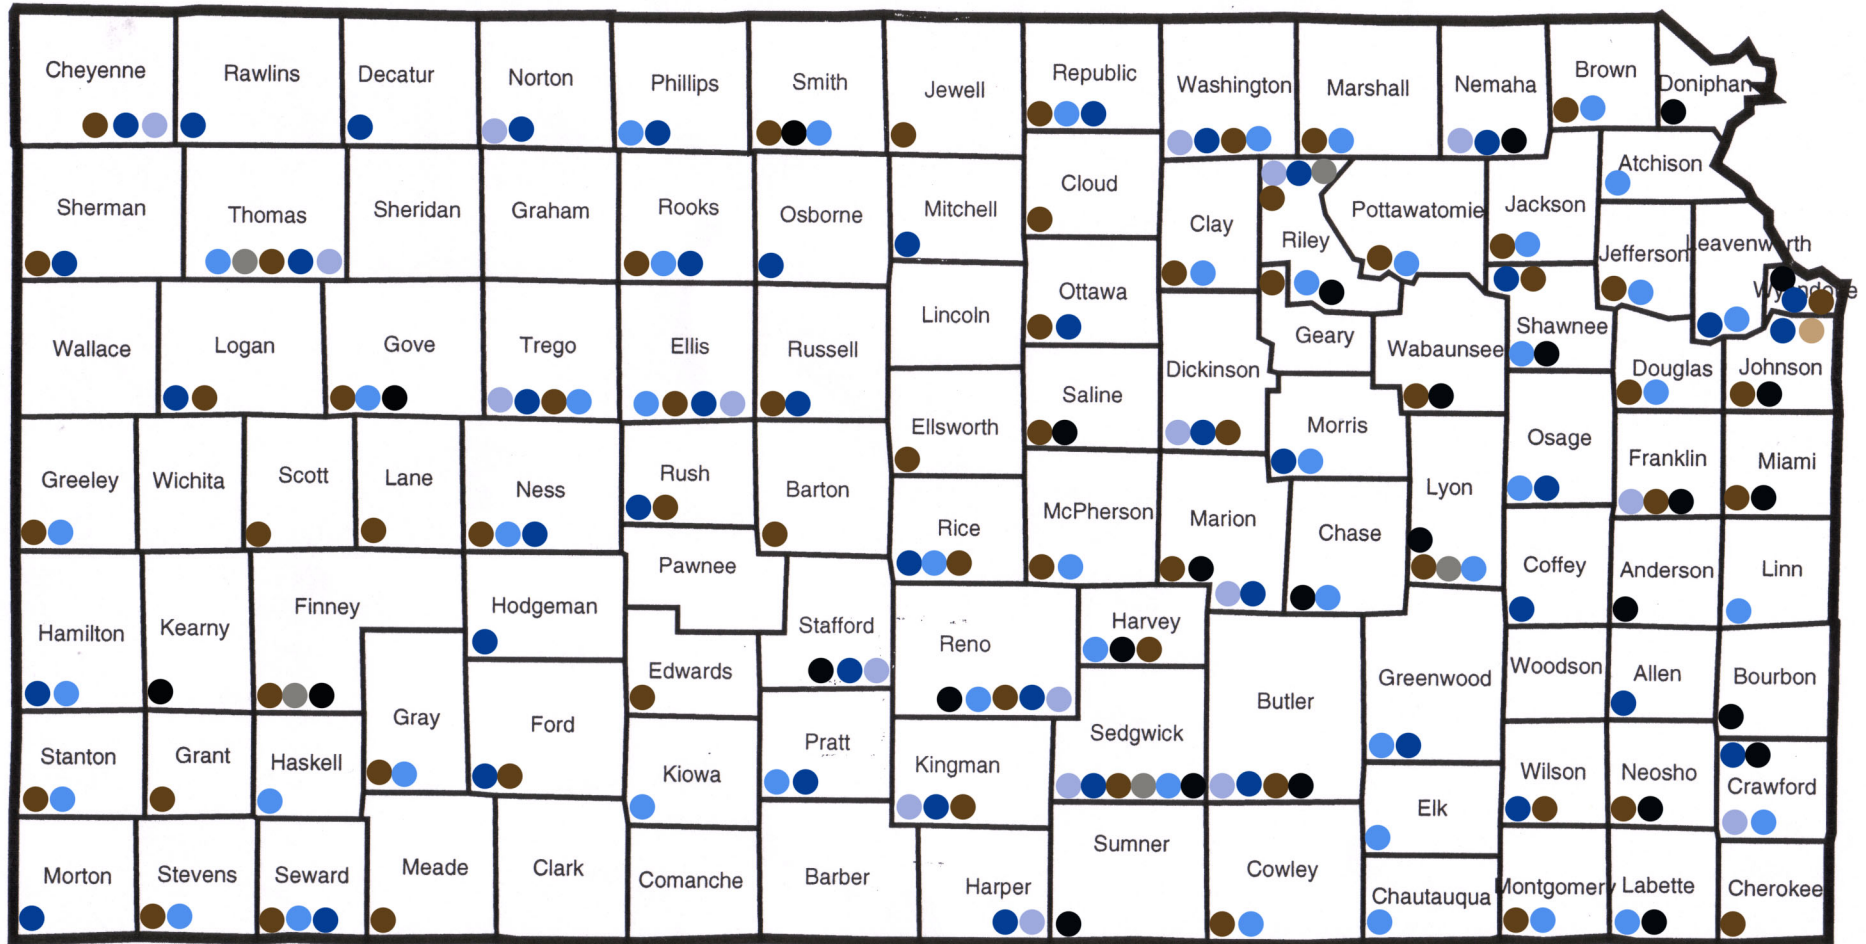 Cheyenne
Rawlins
Decatur
Norton
Phillips
Smith
Jewell
Republic
Washington
Marshall
Nemaha
Brown
Doniphan
Sherman
Thomas
Sheridan
Graham
Rooks
Osborne
Mitchell
Cloud
Clay
Riley
Pottawatomie
Jackson
Atchison
Jefferson
Leavenworth
Wyandotte
Wallace
Logan
Gove
Trego
Ellis
Russell
Lincoln
Ottawa
Saline
Dickinson
Geary
Wabaunsee
Shawnee
Douglas
Johnson
Greeley
Wichita
Scott
Lane
Ness
Rush
Barton
Ellsworth
Rice
McPherson
Marion
Morris
Chase
Lyon
Osage
Franklin
Miami
Hamilton
Kearny
Finney
Hodgeman
Pawnee
Stafford
Edwards
Reno
Harvey
Butler
Greenwood
Coffey
Anderson
Linn
Woodson
Allen
Bourbon
Stanton
Grant
Haskell
Gray
Ford
Kiowa
Pratt
Kingman
Sedgwick
Elk
Wilson
Neosho
Crawford
Morton
Stevens
Seward
Meade
Clark
Comanche
Barber
Harper
Sumner
Cowley
Chautauqua
Montgomery
Labette
Cherokee